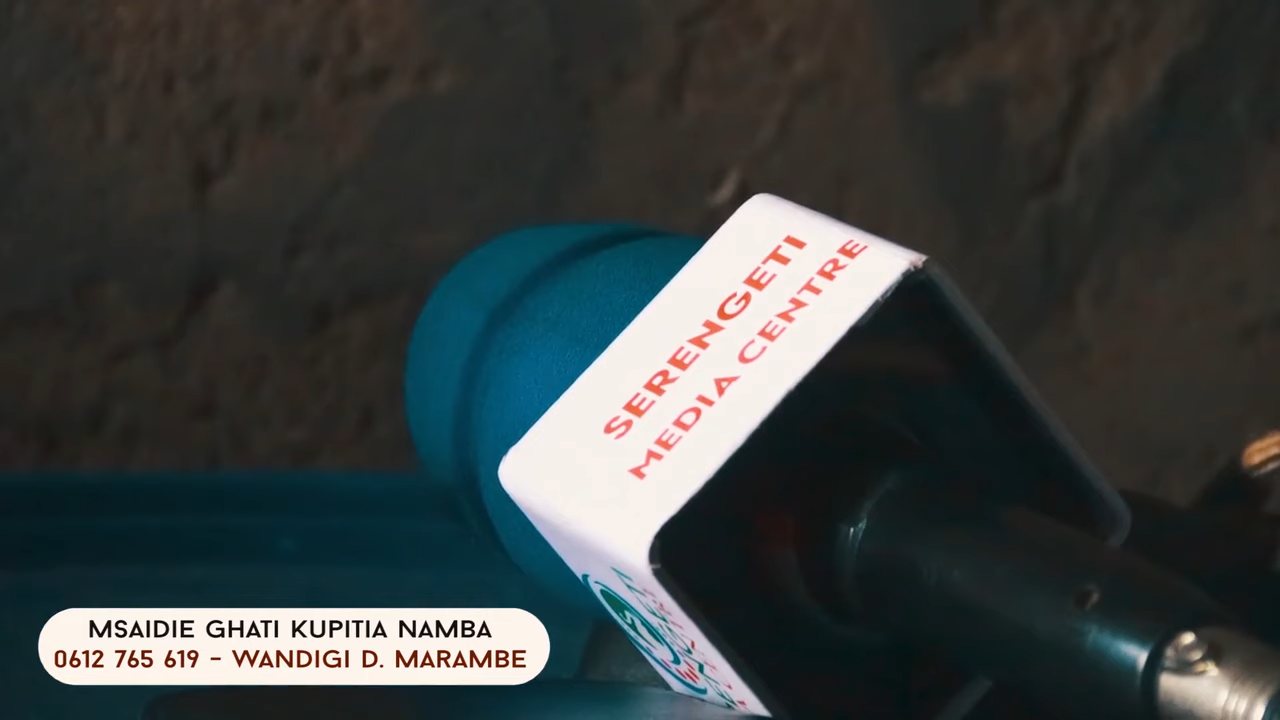 SERENGETI
MEDIA CENTRE
MSAIDIE GHATI KUPITIA NAMBA
0612 765 619 - WANDIGI D. MARAMBE